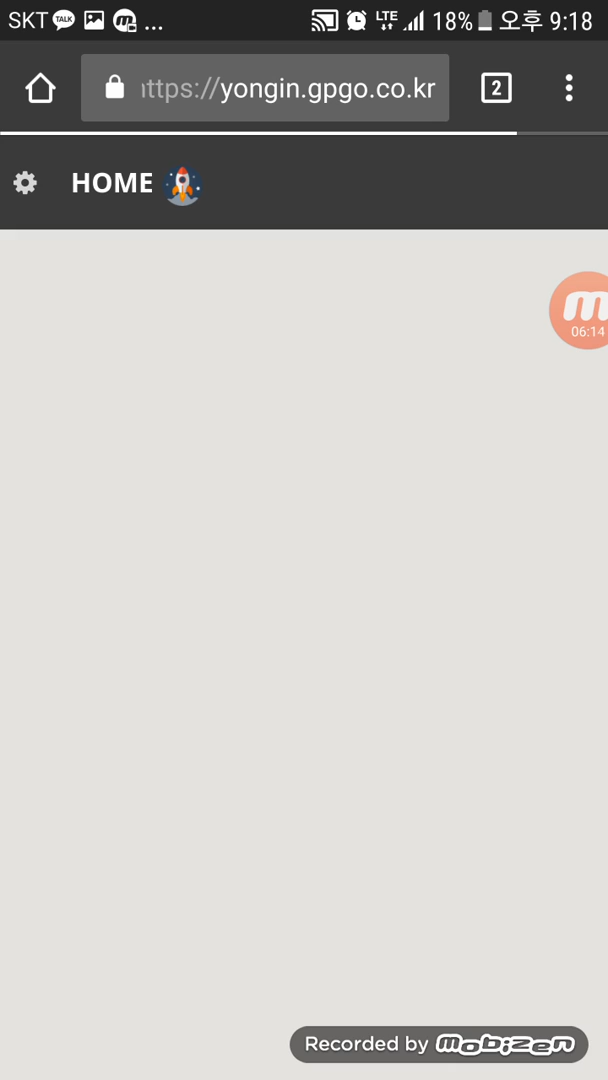 SKT TALK ... LTE 18% 오후 9:18
https://yongin.gpgo.co.kr 2
HOME
m
06:14
Recorded by mobizen